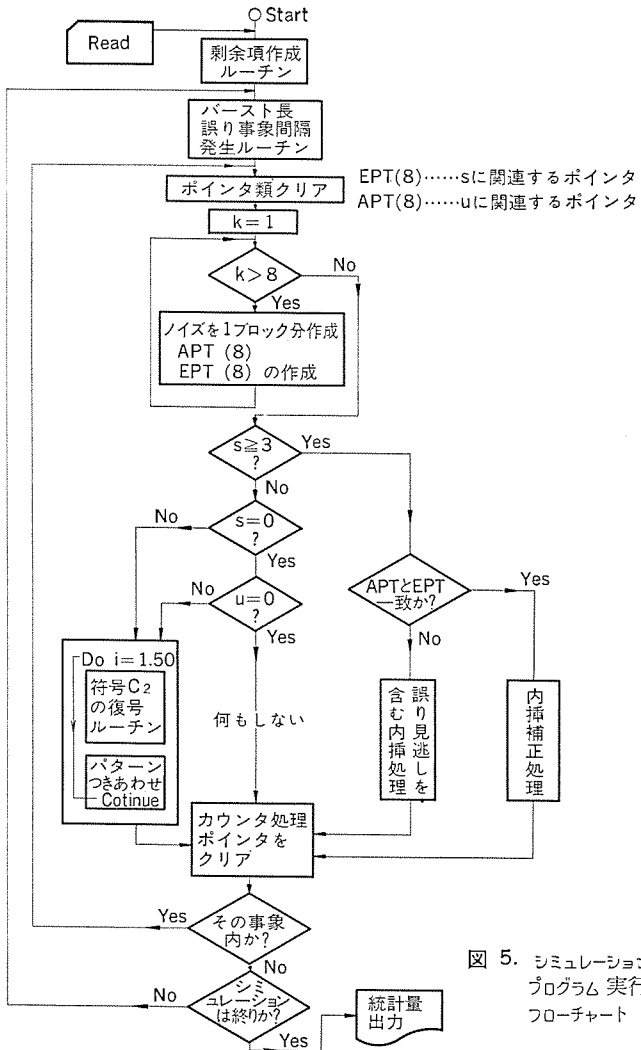 Start
Read
剰余項作成
ルーチン
バースト長
誤り事象間隔
発生ルーチン
ポインタ類クリア
EPT(8)……sに関連するポインタ
APT(8)……uに関連するポインタ
k=1
k>8
No
Yes
ノイズを1ブロック分作成
APT (8)
EPT (8) の作成
s≧3
?
Yes
No
s=0
?
No
Yes
u=0
?
No
Yes
APTとEPT
一致か?
Yes
No
Do i=1.50
符号C₂
の復号
ルーチン
パターン
つきあわせ
Cotinue
何もしない
誤り見逃しを
含む内挿処理
内挿補正処理
カウンタ処理
ポインタを
クリア
その事象
内か?
Yes
No
シミ
ュレーション
は終りか?
No
Yes
統計量
出力
図 5. シミュレーション
プログラム 実行
フローチャート